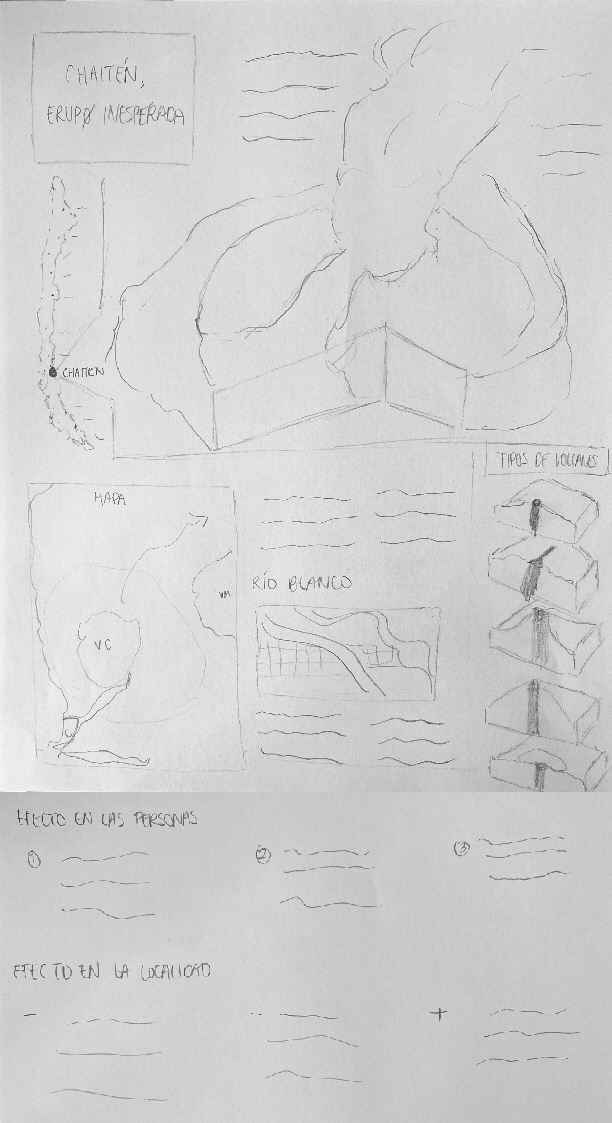 CHAITÉN,
ERUPØ INESPERADA
CHAITÉN
TIPOS DE VOLCANES
MAPA
VM
VC
RÍO BLANCO
EFECTO EN LAS PERSONAS
1 2 3
EFECTO EN LA LOCALIDAD
- - +